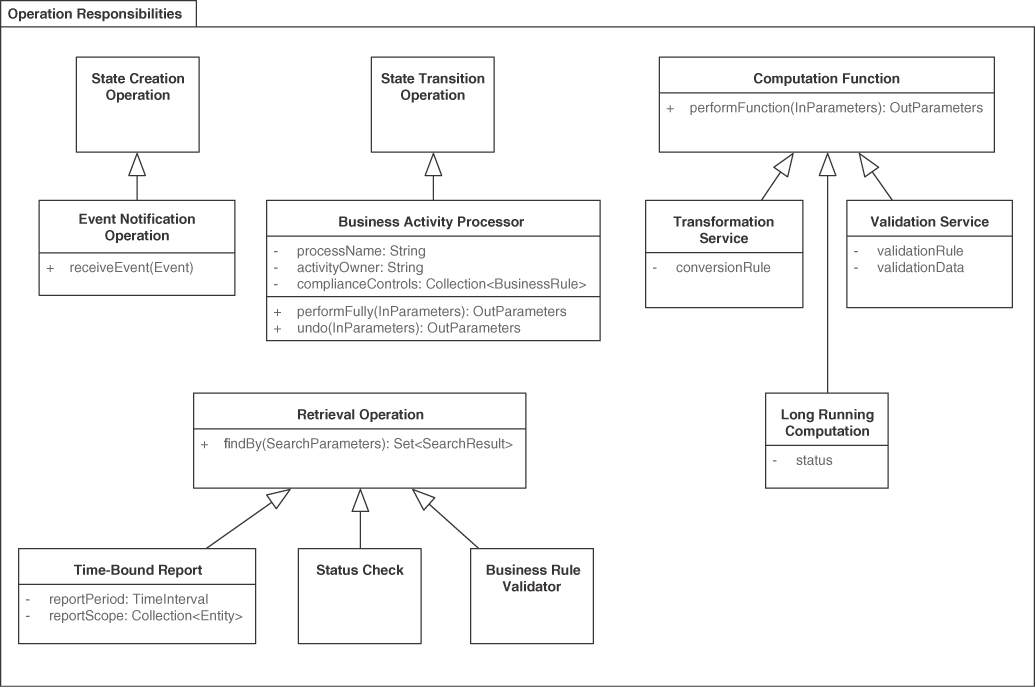 Operation Responsibilities
State Creation
Operation
State Transition
Operation
Computation Function
+ performFunction(InParameters): OutParameters
Event Notification
Operation
+ receiveEvent(Event)
Business Activity Processor
- processName: String
- activityOwner: String
- complianceControls: Collection<BusinessRule>
+ performFully(InParameters): OutParameters
+ undo(InParameters): OutParameters
Transformation
Service
- conversionRule
Validation Service
- validationRule
- validationData
Retrieval Operation
+ findBy(SearchParameters): Set<SearchResult>
Long Running
Computation
- status
Time-Bound Report
- reportPeriod: TimeInterval
- reportScope: Collection<Entity>
Status Check
Business Rule
Validator